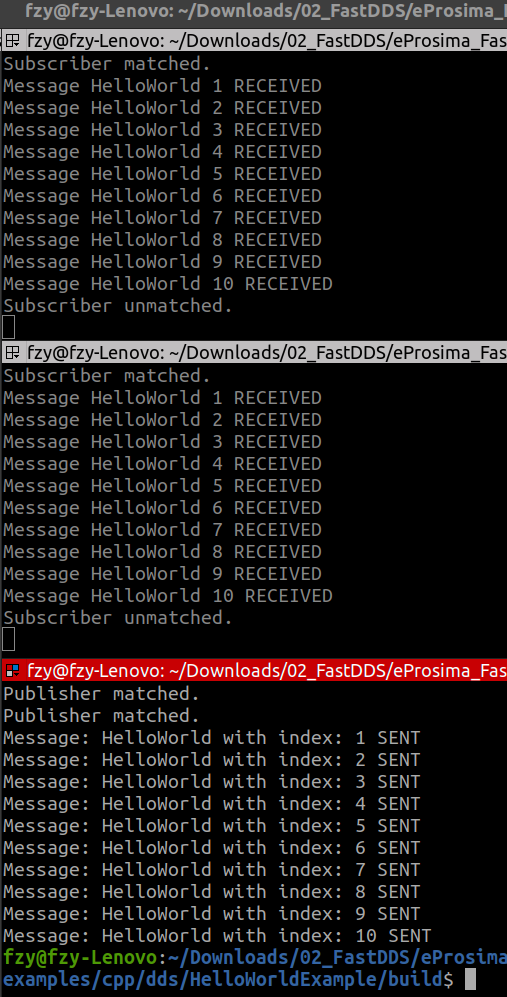 fzy@fzy-Lenovo: ~/Downloads/02_FastDDS/eProsima_
fzy@fzy-Lenovo: ~/Downloads/02_FastDDS/eProsima_Fas
Subscriber matched.
Message HelloWorld 1 RECEIVED
Message HelloWorld 2 RECEIVED
Message HelloWorld 3 RECEIVED
Message HelloWorld 4 RECEIVED
Message HelloWorld 5 RECEIVED
Message HelloWorld 6 RECEIVED
Message HelloWorld 7 RECEIVED
Message HelloWorld 8 RECEIVED
Message HelloWorld 9 RECEIVED
Message HelloWorld 10 RECEIVED
Subscriber unmatched.
fzy@fzy-Lenovo: ~/Downloads/02_FastDDS/eProsima_Fas
Subscriber matched.
Message HelloWorld 1 RECEIVED
Message HelloWorld 2 RECEIVED
Message HelloWorld 3 RECEIVED
Message HelloWorld 4 RECEIVED
Message HelloWorld 5 RECEIVED
Message HelloWorld 6 RECEIVED
Message HelloWorld 7 RECEIVED
Message HelloWorld 8 RECEIVED
Message HelloWorld 9 RECEIVED
Message HelloWorld 10 RECEIVED
Subscriber unmatched.
fzy@fzy-Lenovo: ~/Downloads/02_FastDDS/eProsima_Fas
Publisher matched.
Publisher matched.
Message: HelloWorld with index: 1 SENT
Message: HelloWorld with index: 2 SENT
Message: HelloWorld with index: 3 SENT
Message: HelloWorld with index: 4 SENT
Message: HelloWorld with index: 5 SENT
Message: HelloWorld with index: 6 SENT
Message: HelloWorld with index: 7 SENT
Message: HelloWorld with index: 8 SENT
Message: HelloWorld with index: 9 SENT
Message: HelloWorld with index: 10 SENT
fzy@fzy-Lenovo:~/Downloads/02_FastDDS/eProsima
examples/cpp/dds/HelloWorldExample/build$